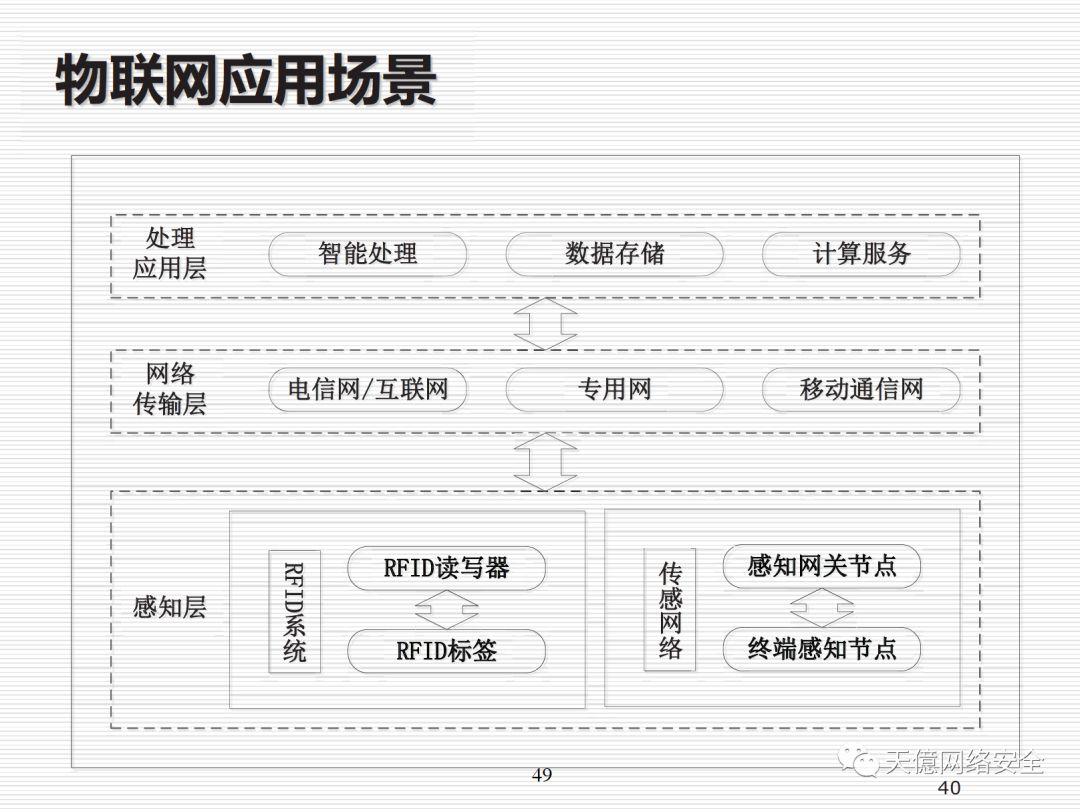 物联网应用场景
处理
应用层
智能处理
数据存储
计算服务
网络
传输层
电信网/互联网
专用网
移动通信网
感知层
RFID系统
RFID读写器
RFID标签
传感网络
感知网关节点
终端感知节点
天億网络安全
49
40